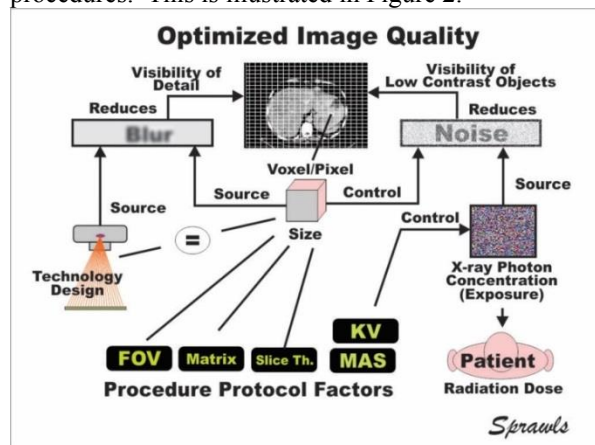 procedures. This is illustrated in Figure 2.
Optimized Image Quality
Visibility of
Detail
Visibility of
Low Contrast Objects
Reduces
Reduces
Blur
Noise
Voxel/Pixel
Source
Control
Source
Source
Control
=
Size
Technology
Design
X-ray Photon
Concentration
(Exposure)
KV
FOV
Matrix
Slice Th.
MAS
Patient
Procedure Protocol Factors
Radiation Dose
Sprawls